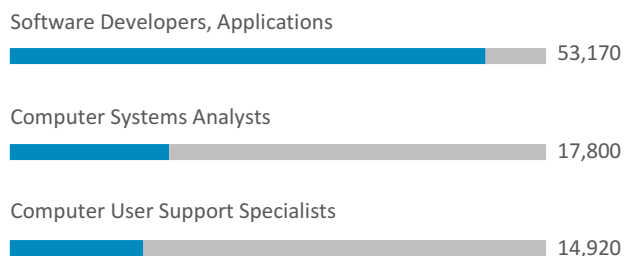 Software Developers, Applications
53,170
Computer Systems Analysts
17,800
Computer User Support Specialists
14,920